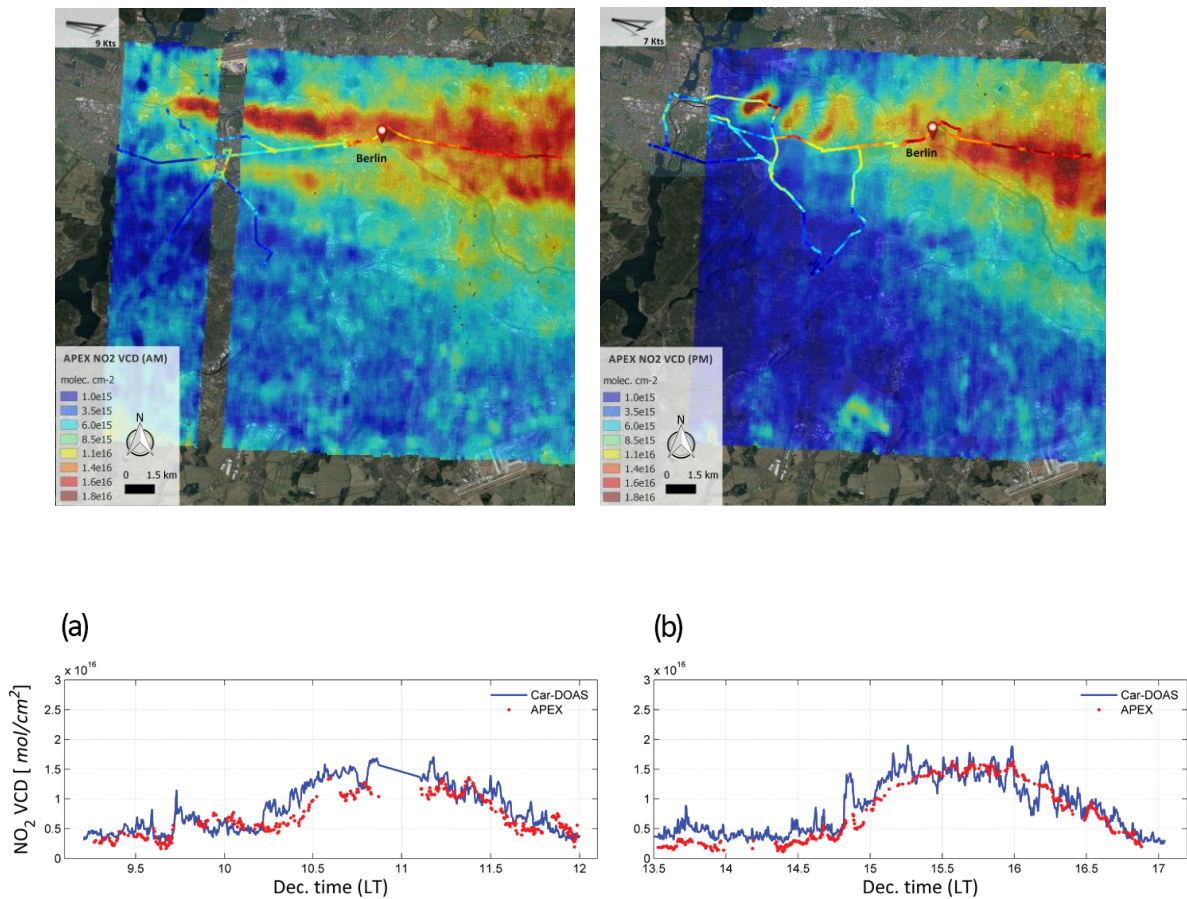 9 Kts
Berlin
APEX NO2 VCD (AM)
molec. cm-2
1.0e15
3.5e15
6.0e15
8.5e15
1.1e16
1.4e16
1.6e16
1.8e16
N
0 1.5 km
7 Kts
Berlin
APEX NO2 VCD (PM)
molec. cm-2
1.0e15
3.5e15
6.0e15
8.5e15
1.1e16
1.4e16
1.6e16
1.8e16
N
0 1.5 km
(a)
x 10¹⁶
NO₂ VCD [ mol/cm²]
3
2.5
2
1.5
1
0.5
0
Car-DOAS
APEX
9.5 10 10.5 11 11.5 12
Dec. time (LT)
(b)
x 10¹⁶
3
2.5
2
1.5
1
0.5
0
Car-DOAS
APEX
13.5 14 14.5 15 15.5 16 16.5 17
Dec. time (LT)